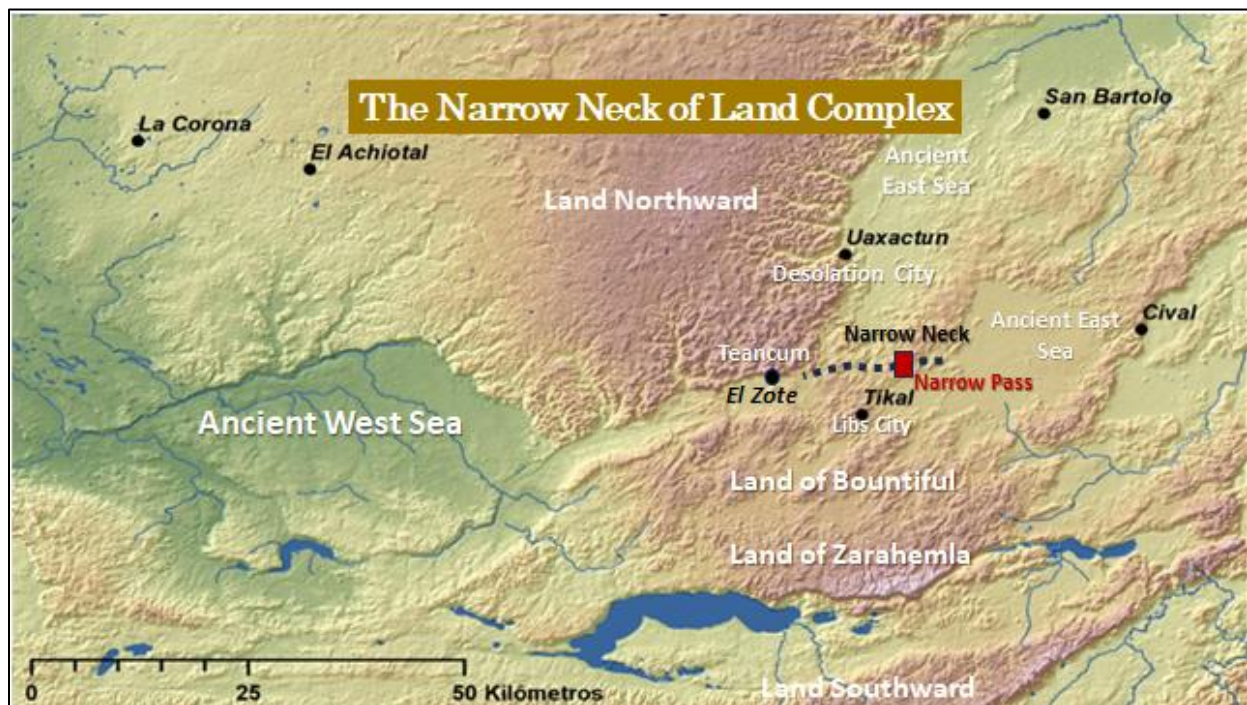 The Narrow Neck of Land Complex
San Bartolo
La Corona
El Achiotal
Ancient
East Sea
Land Northward
Uaxactun
Desolation City
Ancient East
Sea
Cival
Narrow Neck
Teancum
Narrow Pass
El Zote
Tikal
Libs City
Ancient West Sea
Land of Bountiful
Land of Zarahemla
Land Southward
0 25 50 Kilómetros